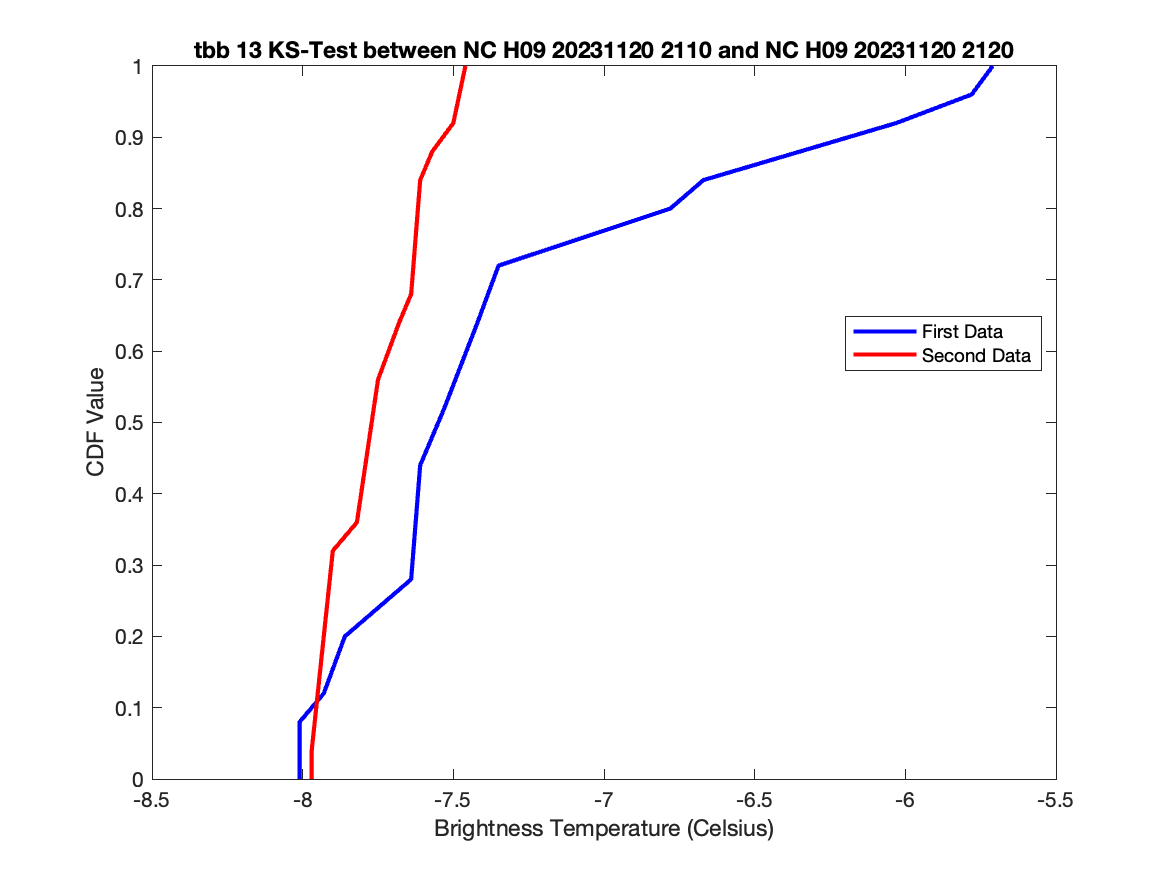 tbb 13 KS-Test between NC H09 20231120 2110 and NC H09 20231120 2120
1
0.9
0.8
0.7
0.6
0.5
0.4
0.3
0.2
0.1
0
CDF Value
First Data
Second Data
-8.5 -8 -7.5 -7 -6.5 -6 -5.5
Brightness Temperature (Celsius)